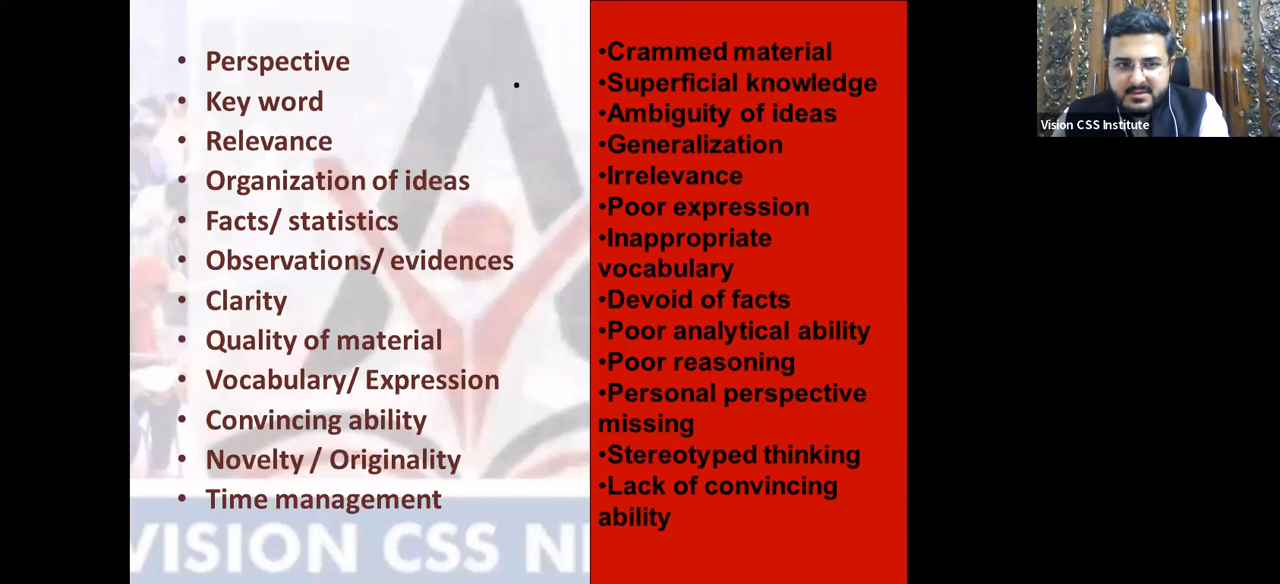 • Perspective
• Key word
• Relevance
• Organization of ideas
• Facts/ statistics
• Observations/ evidences
• Clarity
• Quality of material
• Vocabulary/ Expression
• Convincing ability
• Novelty / Originality
• Time management
VISION CSS
•Crammed material
•Superficial knowledge
•Ambiguity of ideas
•Generalization
•Irrelevance
•Poor expression
•Inappropriate
vocabulary
•Devoid of facts
•Poor analytical ability
•Poor reasoning
•Personal perspective
missing
•Stereotyped thinking
•Lack of convincing
ability
Vision CSS Institute